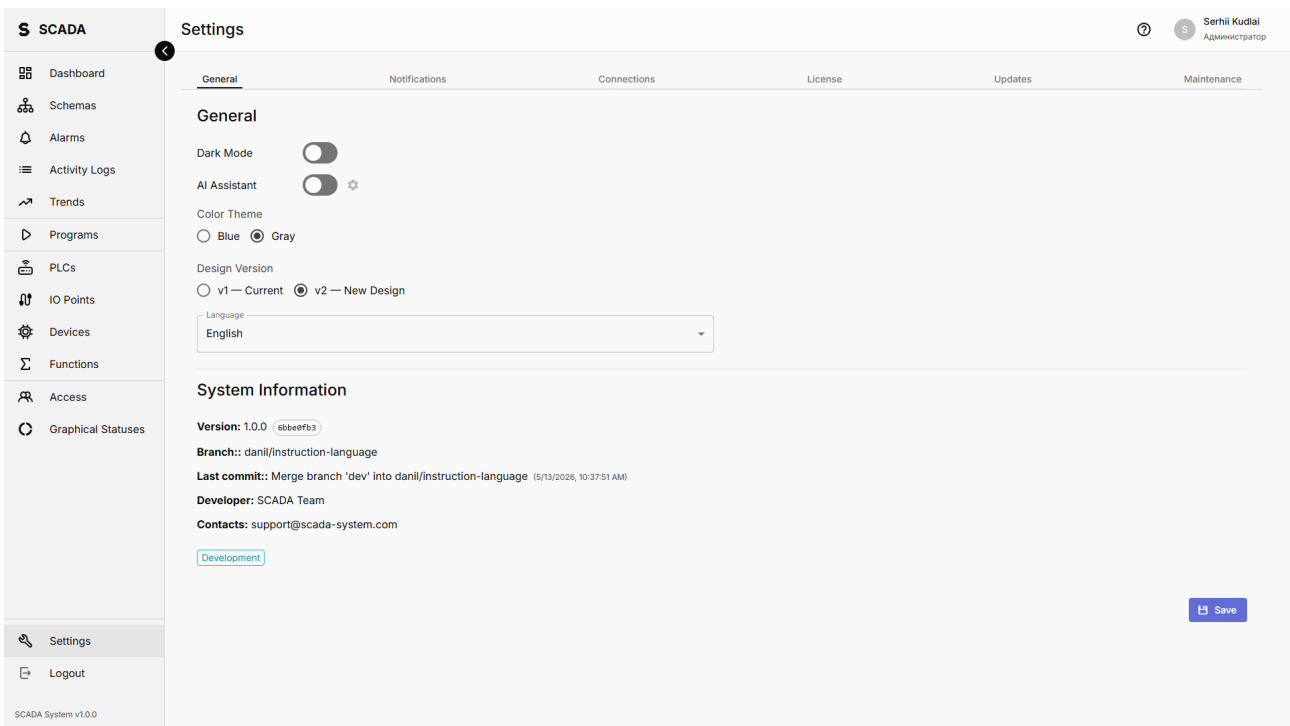 SCADA
Settings
S
Serhii Kudlai
Администратор
Dashboard
Schemas
Alarms
Activity Logs
Trends
Programs
PLCs
IO Points
Devices
Functions
Access
Graphical Statuses
Settings
Logout
SCADA System v1.0.0
General Notifications Connections License Updates Maintenance
General
Dark Mode
AI Assistant
Color Theme
Blue Gray
Design Version
v1 — Current v2 — New Design
Language
English
System Information
Version: 1.0.0 6bbe0fb3
Branch:: danil/instruction-language
Last commit:: Merge branch 'dev' into danil/instruction-language (5/13/2026, 10:37:51 AM)
Developer: SCADA Team
Contacts: support@scada-system.com
Development
Save